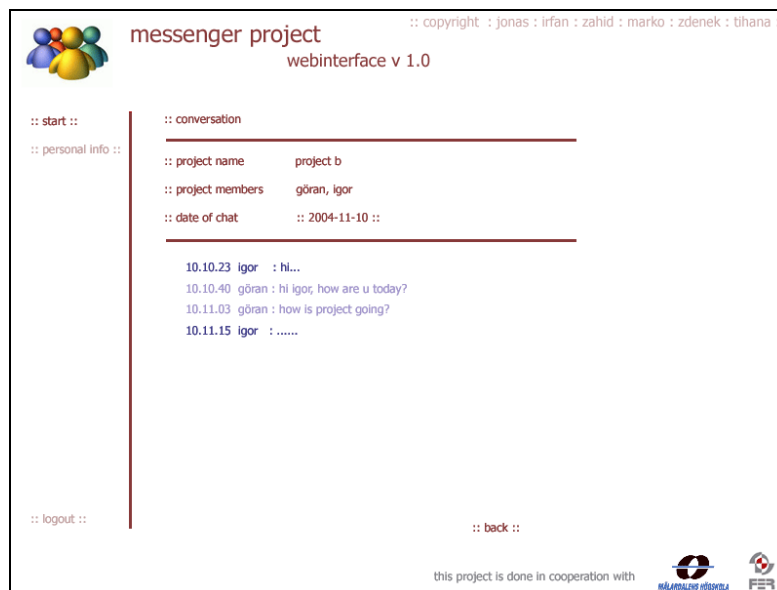 :: copyright : jonas : irfan : zahid : marko : zdenek : tihana :
messenger project
webinterface v 1.0
:: start ::
:: personal info ::
:: conversation
:: project name project b
:: project members göran, igor
:: date of chat :: 2004-11-10 ::
10.10.23 igor : hi...
10.10.40 göran : hi igor, how are u today?
10.11.03 göran : how is project going?
10.11.15 igor : ......
:: logout ::
:: back ::
this project is done in cooperation with
MÄLARDALENS HÖGSKOLA
FER